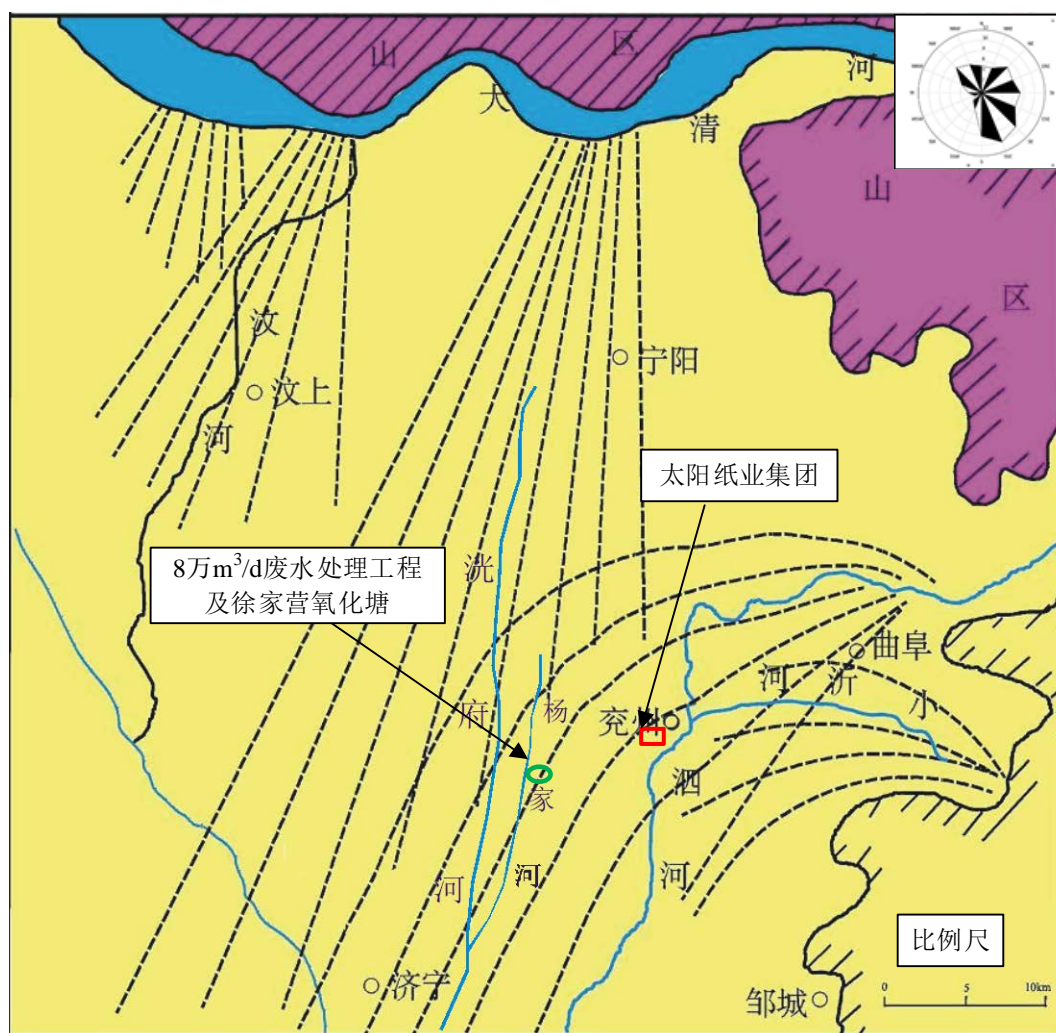 山 区
大 清 河
山 区
汶 河
汶上
宁阳
太阳纸业集团
8万m³/d废水处理工程
及徐家营氧化塘
洸 府 河
杨 家 河
曲阜
小 沂 河
兖州
泗 河
济宁
邹城
比例尺
0 5 10km